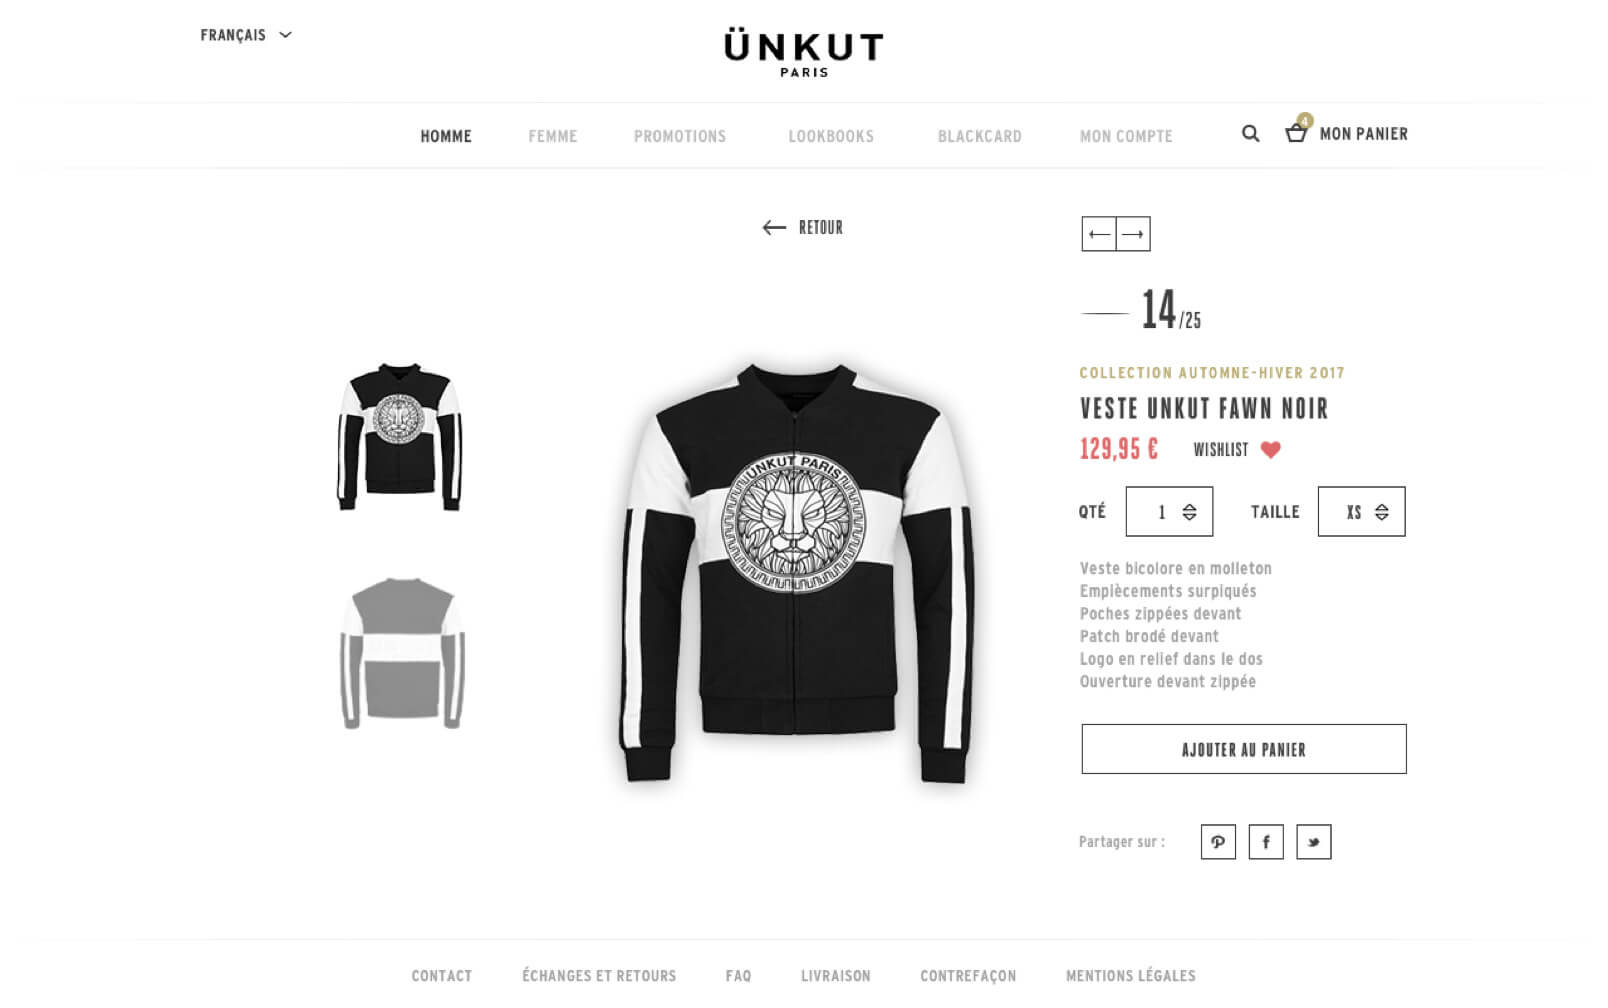 FRANÇAIS
ÜNKUT
PARIS
HOMME
FEMME
PROMOTIONS
LOOKBOOKS
BLACKCARD
MON COMPTE
4
MON PANIER
RETOUR
14/25
COLLECTION AUTOMNE-HIVER 2017
VESTE UNKUT FAWN NOIR
129,95 €
WISHLIST
QTÉ
1
TAILLE
XS
ÜNKUT PARIS
Veste bicolore en molleton
Emplècements surpiqués
Poches zippées devant
Patch brodé devant
Logo en relief dans le dos
Ouverture devant zippée
AJOUTER AU PANIER
Partager sur :
CONTACT
ÉCHANGES ET RETOURS
FAQ
LIVRAISON
CONTREFAÇON
MENTIONS LÉGALES